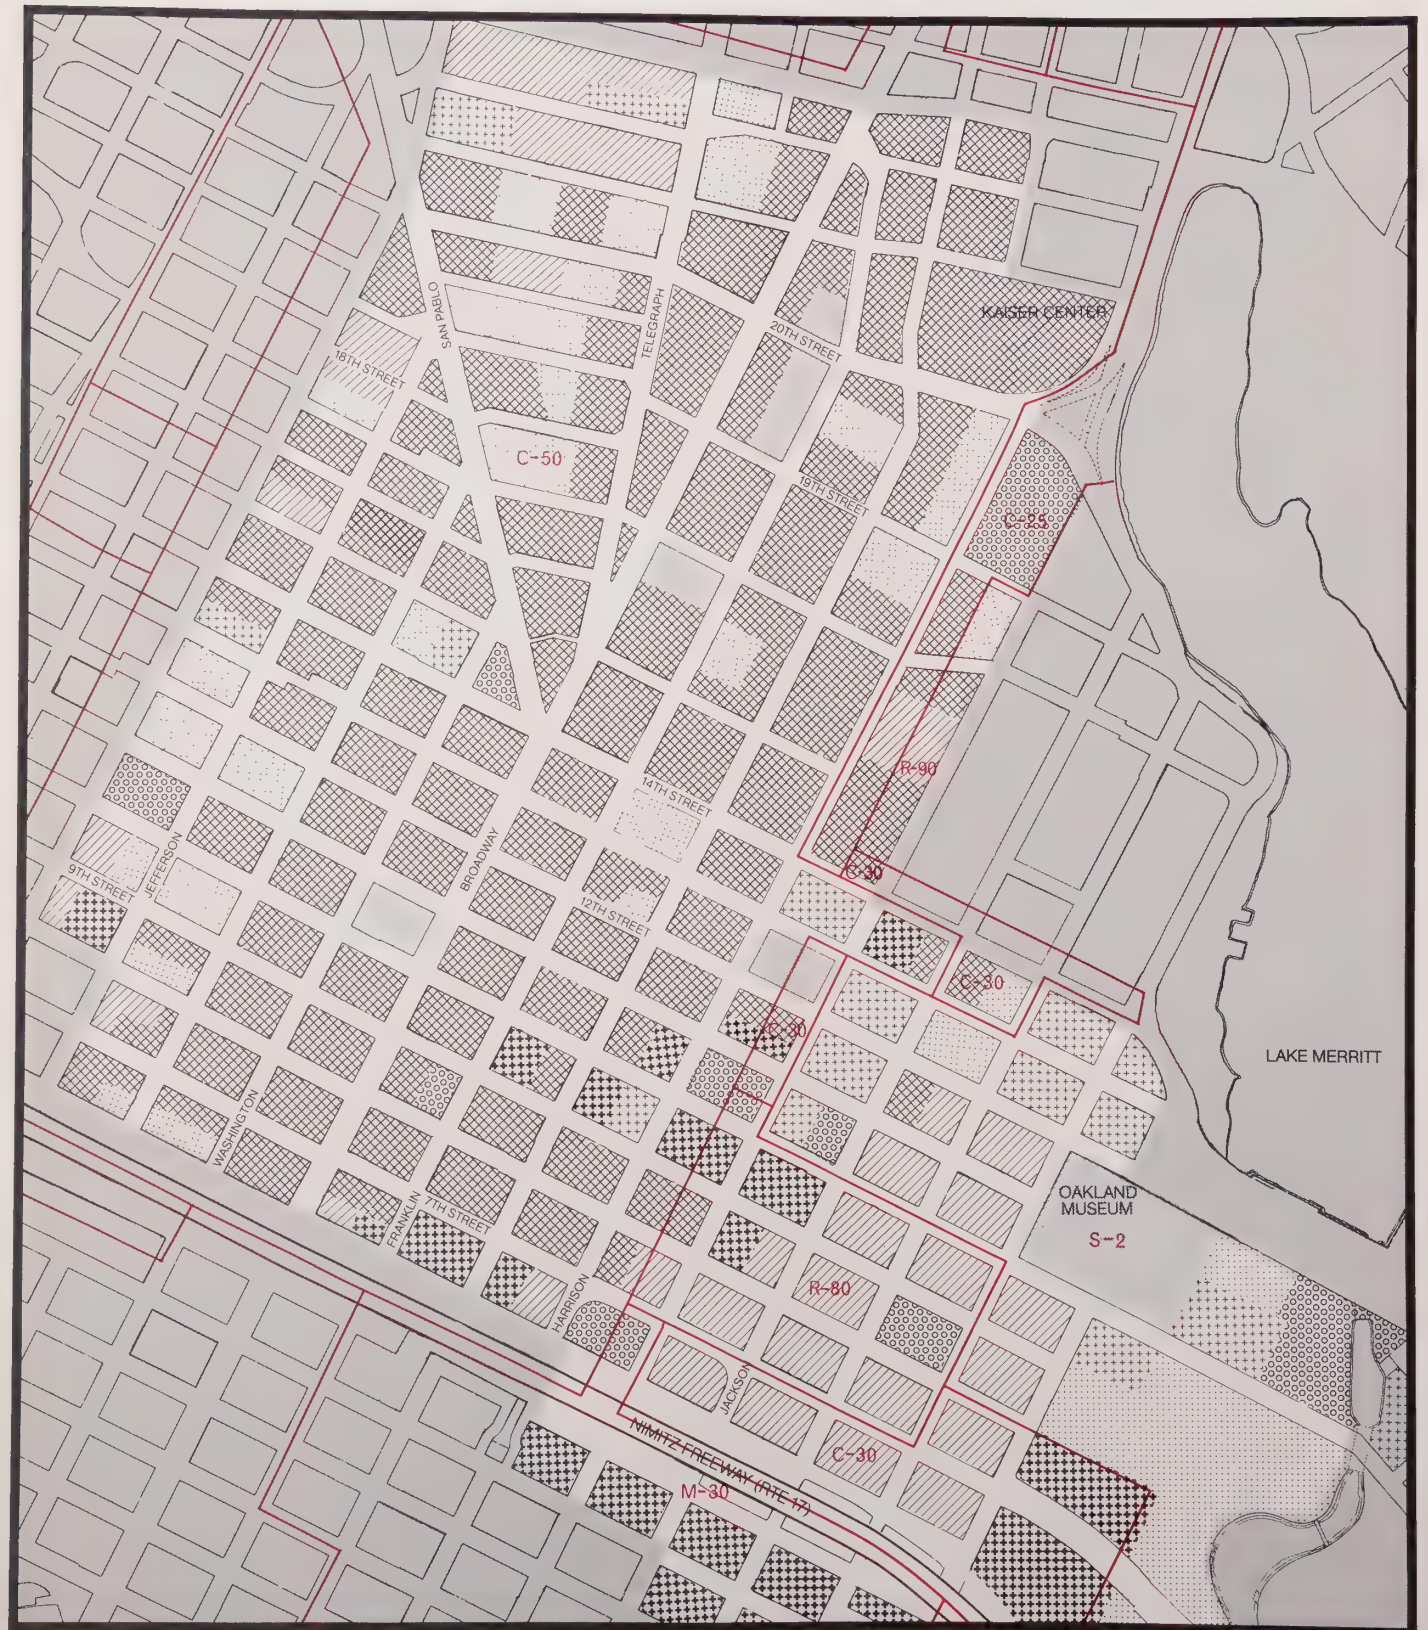 KAISER CENTER
SAN PABLO
TELEGRAPH
20TH STREET
18TH STREET
C-50
19TH STREET
C-25
R-90
14TH STREET
BROADWAY
JEFFERSON
9TH STREET
C-30
12TH STREET
C-30
C-30
LAKE MERRITT
WASHINGTON
OAKLAND
MUSEUM
S-2
FRANKLIN
7TH STREET
R-80
HARRISON
JACKSON
NIMITZ FREEWAY (RTE 17)
C-30
M-30